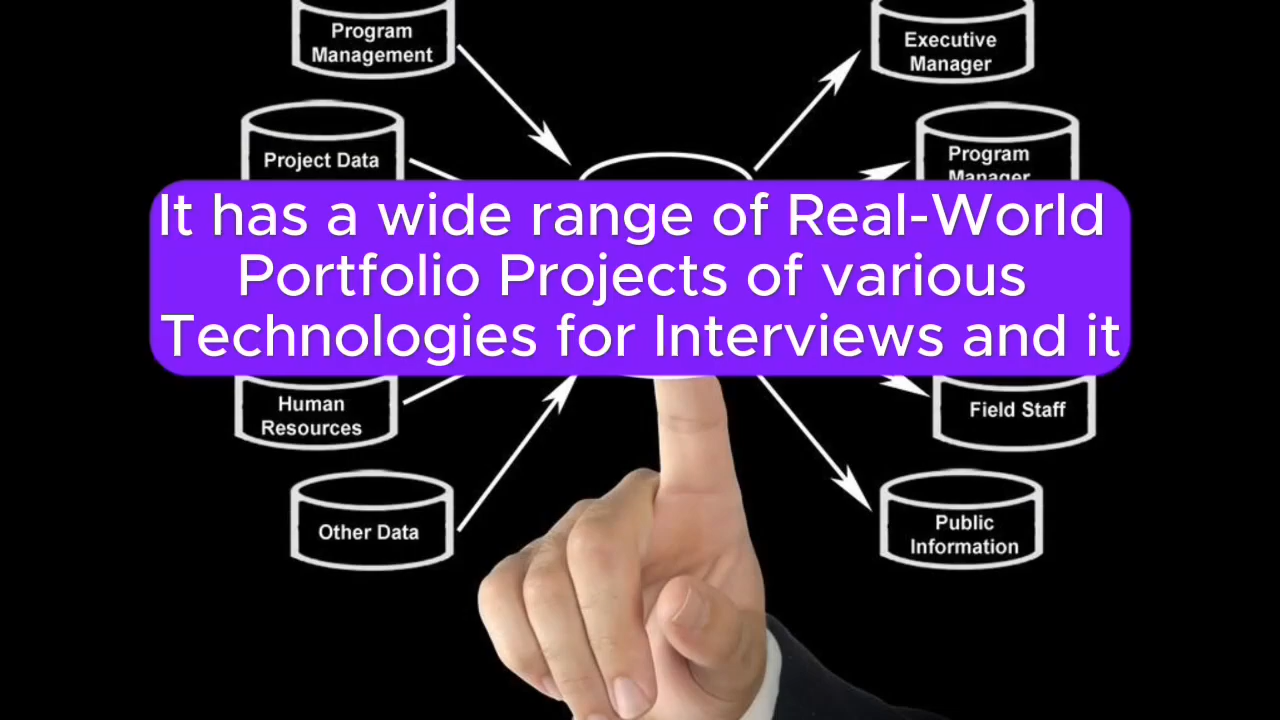 Program
Management
Executive
Manager
Project Data
Program
Manager
It has a wide range of Real-World
Portfolio Projects of various
Technologies for Interviews and it
Human
Resources
Field Staff
Other Data
Public
Information